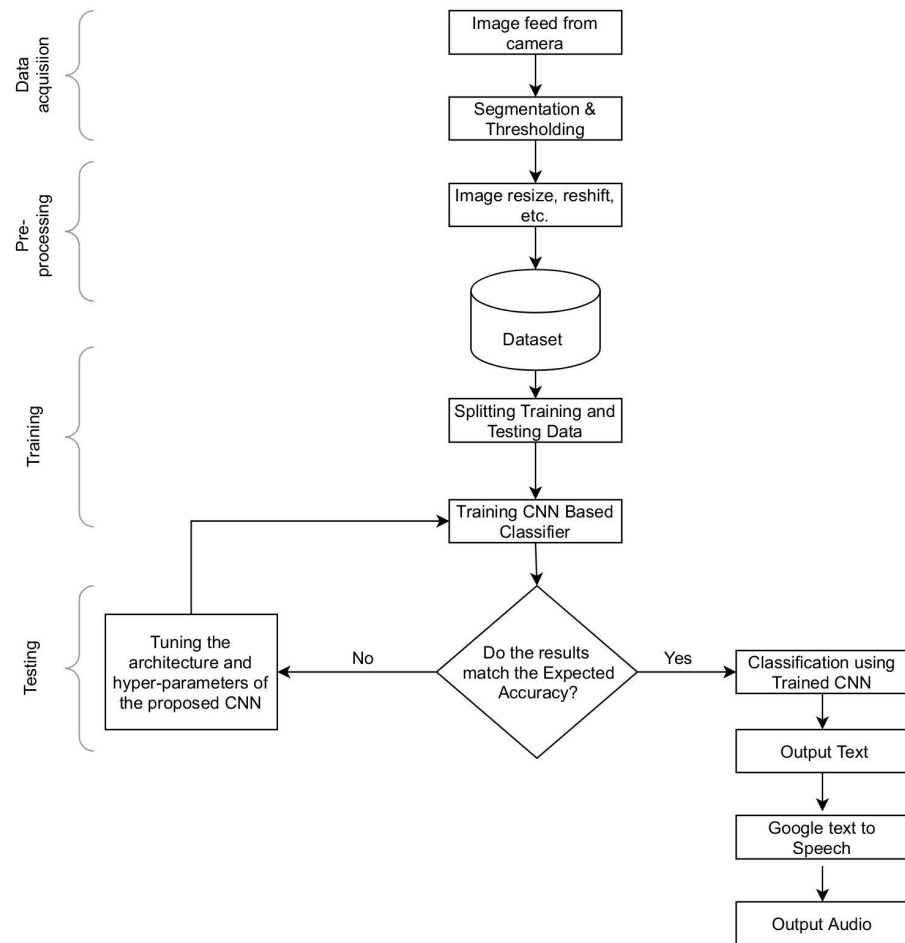 Data
acquisiion
Image feed from
camera
Segmentation &
Thresholding
Pre-
processing
Image resize, reshift,
etc.
Dataset
Training
Splitting Training and
Testing Data
Training CNN Based
Classifier
Testing
Tuning the
architecture and
hyper-parameters of
the proposed CNN
No
Do the results
match the Expected
Accuracy?
Yes
Classification using
Trained CNN
Output Text
Google text to
Speech
Output Audio